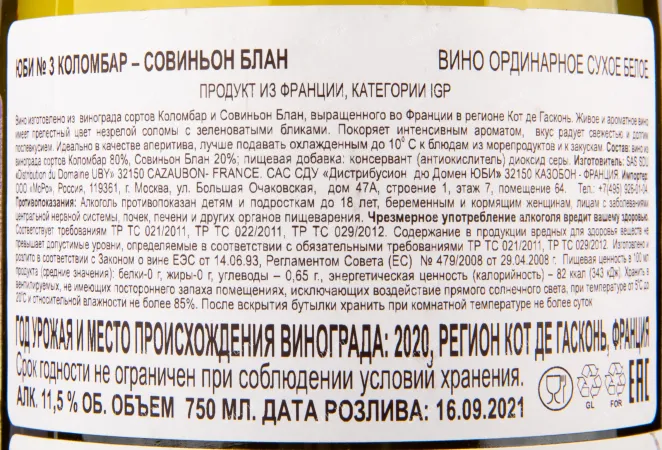 ЮБИ № 3 КОЛОМБАР – СОВИНЬОН БЛАН
ВИНО ОРДИНАРНОЕ СУХОЕ БЕЛОЕ
ПРОДУКТ ИЗ ФРАНЦИИ, КАТЕГОРИИ IGP
Вино изготовлено из винограда сортов Коломбар и Совиньон Блан, выращенного во Франции в регионе Кот де Гасконь. Живое и ароматное вино
имеет прелестный цвет незрелой соломы с зеленоватыми бликами. Покоряет интенсивным ароматом, вкус радует свежестью и долгим
послевкусием. Идеально в качестве аперитива, лучше подавать охлажденным до 10° С к блюдам из морепродуктов и к закускам. Состав: вино из
винограда сортов Коломбар 80%, Совиньон Блан 20%; пищевая добавка: консервант (антиокислитель) диоксид серы. Изготовитель: SAS SDU
«Distribution du Domaine UBY» 32150 CAZAUBON- FRANCE. САС СДУ «Дистрибусион дю Домен ЮБИ» 32150 КАЗОБОН - ФРАНЦИЯ. Импортер:
ООО «МоРо», Россия, 119361, г. Москва, ул. Большая Очаковская, дом 47А, строение 1, этаж 7, помещение 64. Тел.: +7(495) 926-01-04
Противопоказания: Алкоголь противопоказан детям и подросткам до 18 лет, беременным и кормящим женщинам, лицам с заболеваниями
центральной нервной системы, почек, печени и других органов пищеварения. Чрезмерное употребление алкоголя вредит вашему здоровью.
Соответствует требованиям ТР ТС 021/2011, ТР ТС 022/2011, ТР ТС 029/2012. Содержание в продукции вредных для здоровья веществ не
превышает допустимые уровни, определяемые в соответствии с обязательными требованиями ТР ТС 021/2011, ТР ТС 029/2012. Изготовлено и
розлито в соответствии с Законом о вине ЕЭС от 14.06.93, Регламентом Совета (ЕС) № 479/2008 от 29.04.2008 г. Пищевая ценность в 100 мл
продукта (средние значения): белки-0 г, жиры-0 г, углеводы – 0,65 г., энергетическая ценность (калорийность) – 82 ккал (343 кДж). Хранить в
вентилируемых, не имеющих постороннего запаха помещениях, исключающих воздействие прямого солнечного света, при температуре от 5°С до
20°С и относительной влажности не более 85%. После вскрытия бутылки хранить при комнатной температуре не более суток
ГОД УРОЖАЯ И МЕСТО ПРОИСХОЖДЕНИЯ ВИНОГРАДА: 2020, РЕГИОН КОТ ДЕ ГАСКОНЬ, ФРАНЦИЯ
Срок годности не ограничен при соблюдении условий хранения.
АЛК. 11,5 % ОБ. ОБЪЕМ 750 МЛ. ДАТА РОЗЛИВА: 16.09.2021
GL FOR EAC